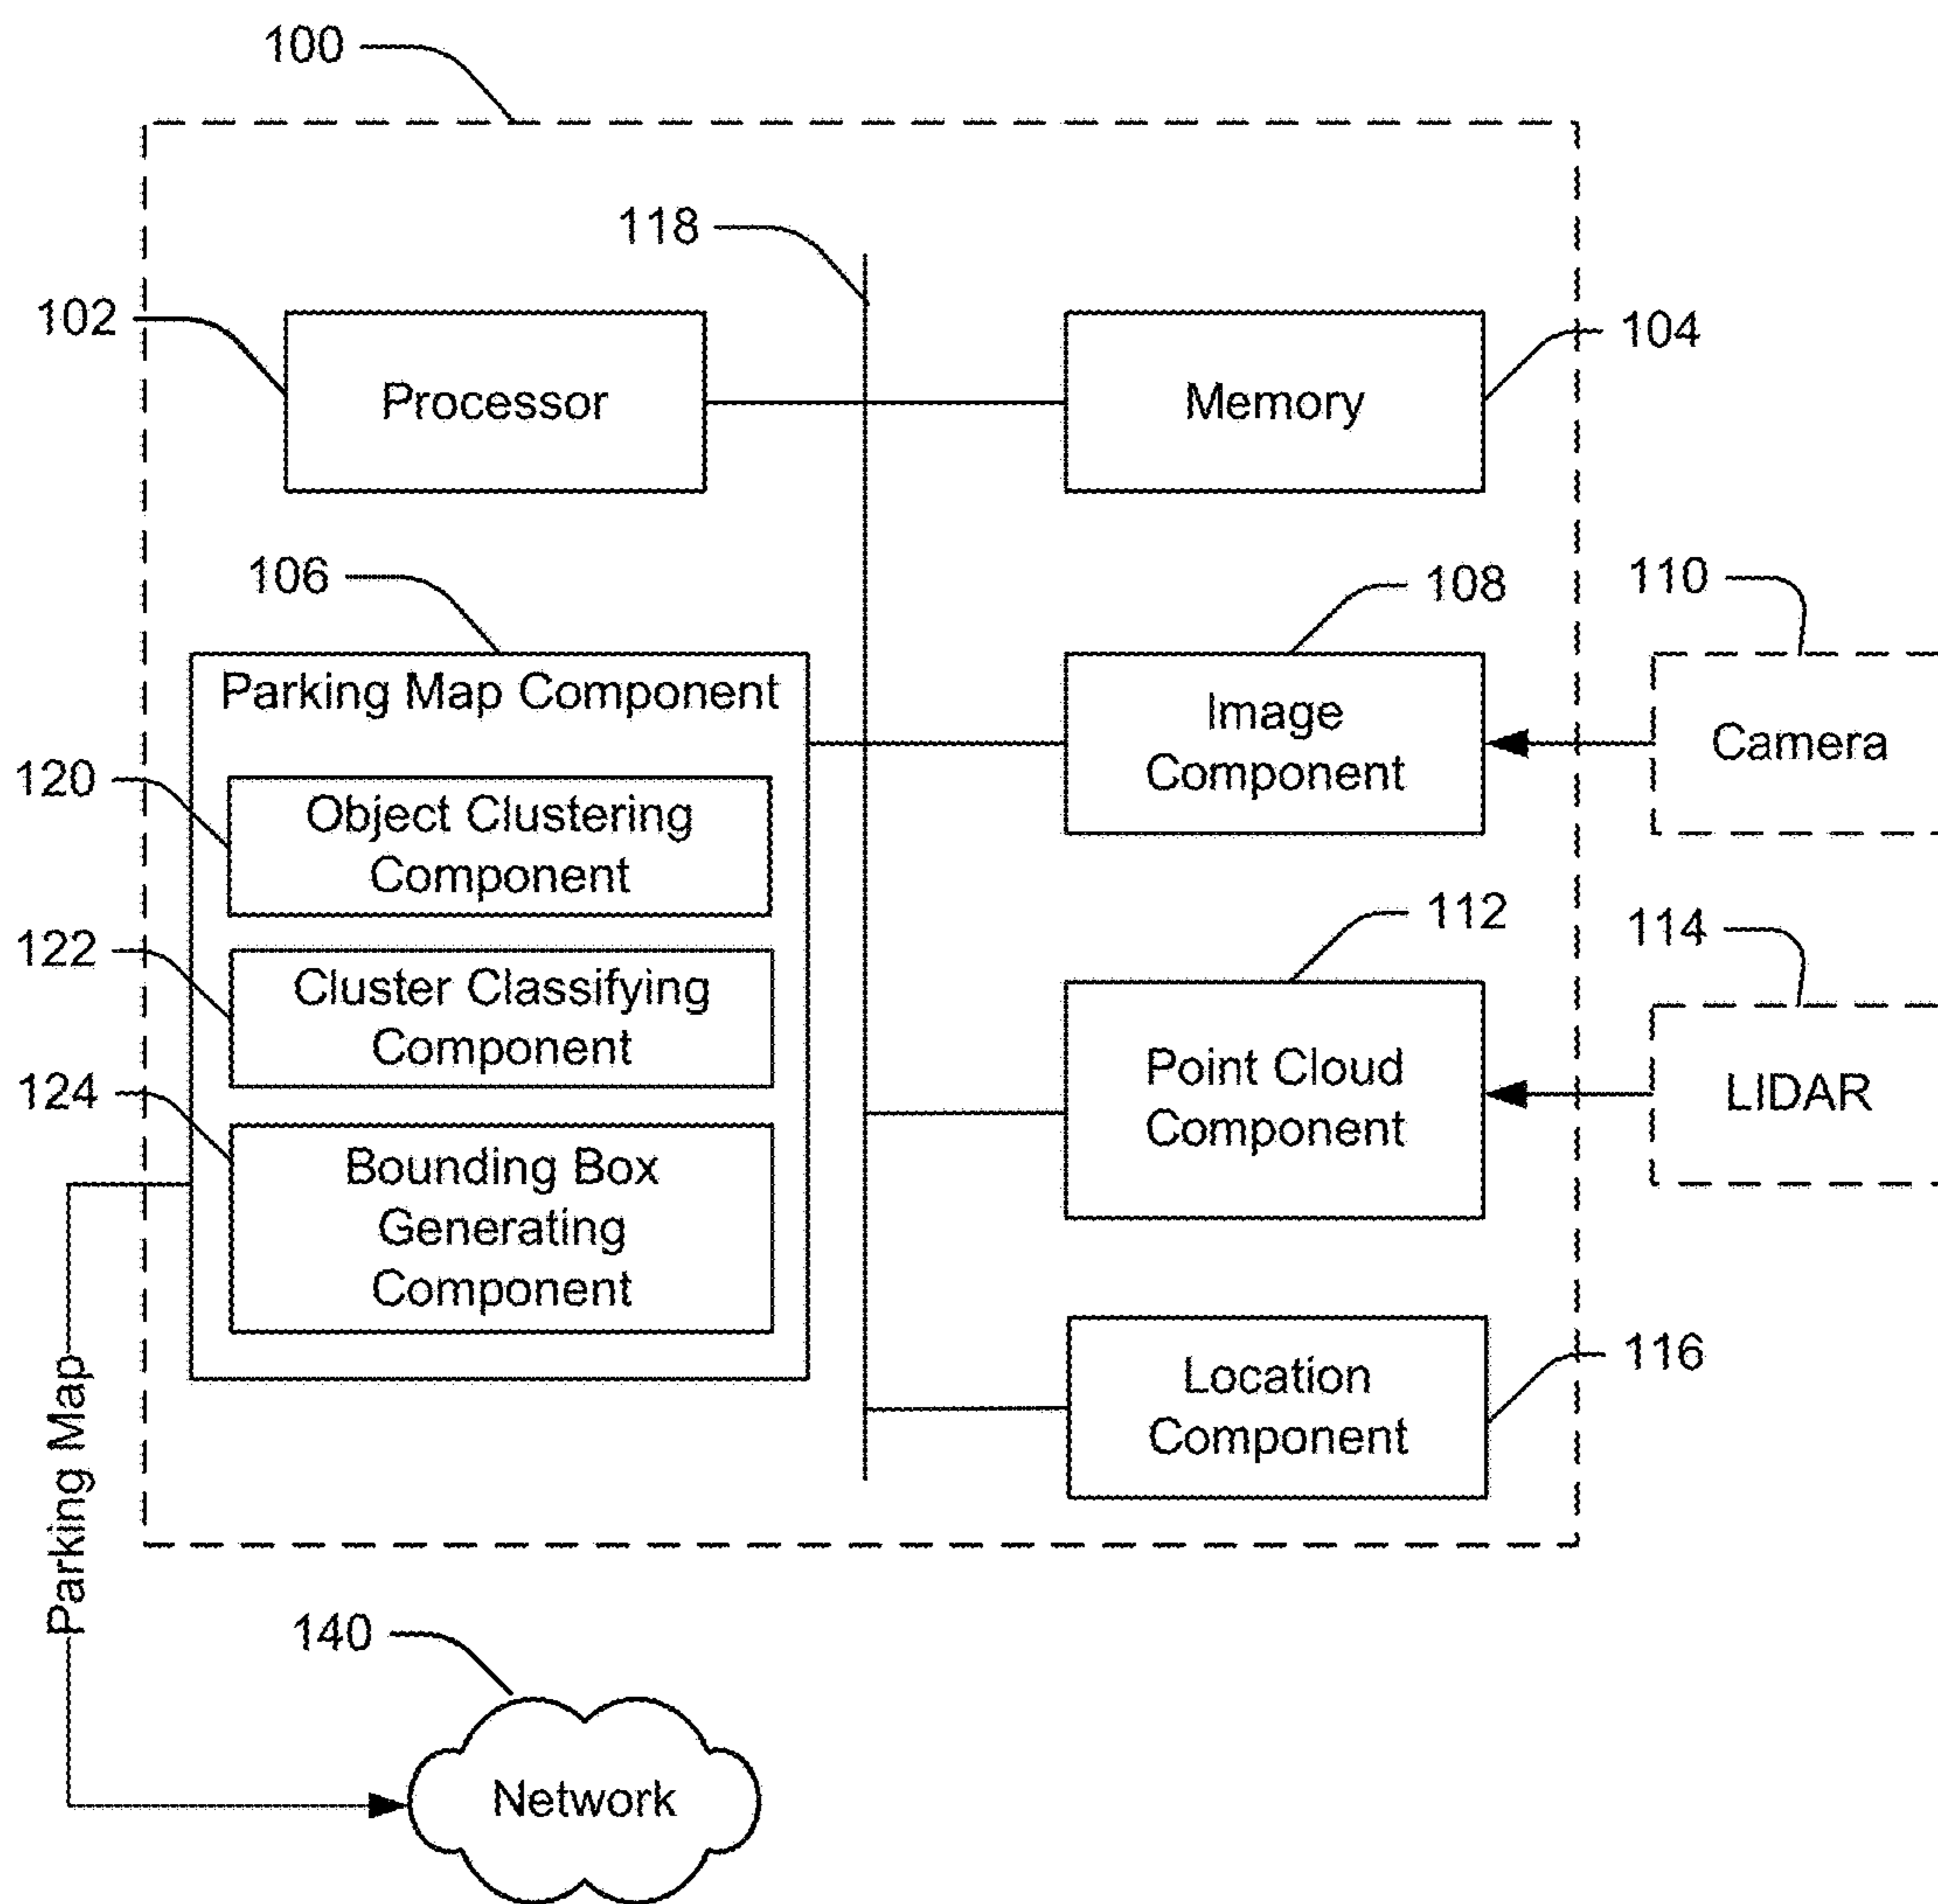 100
118
102
Processor
Memory
104
106
108
110
Parking Map Component
Image
Component
Camera
120
Object Clustering
Component
122
Cluster Classifying
Component
112
114
Point Cloud
Component
LIDAR
124
Bounding Box
Generating
Component
Location
Component
116
Parking Map
140
Network